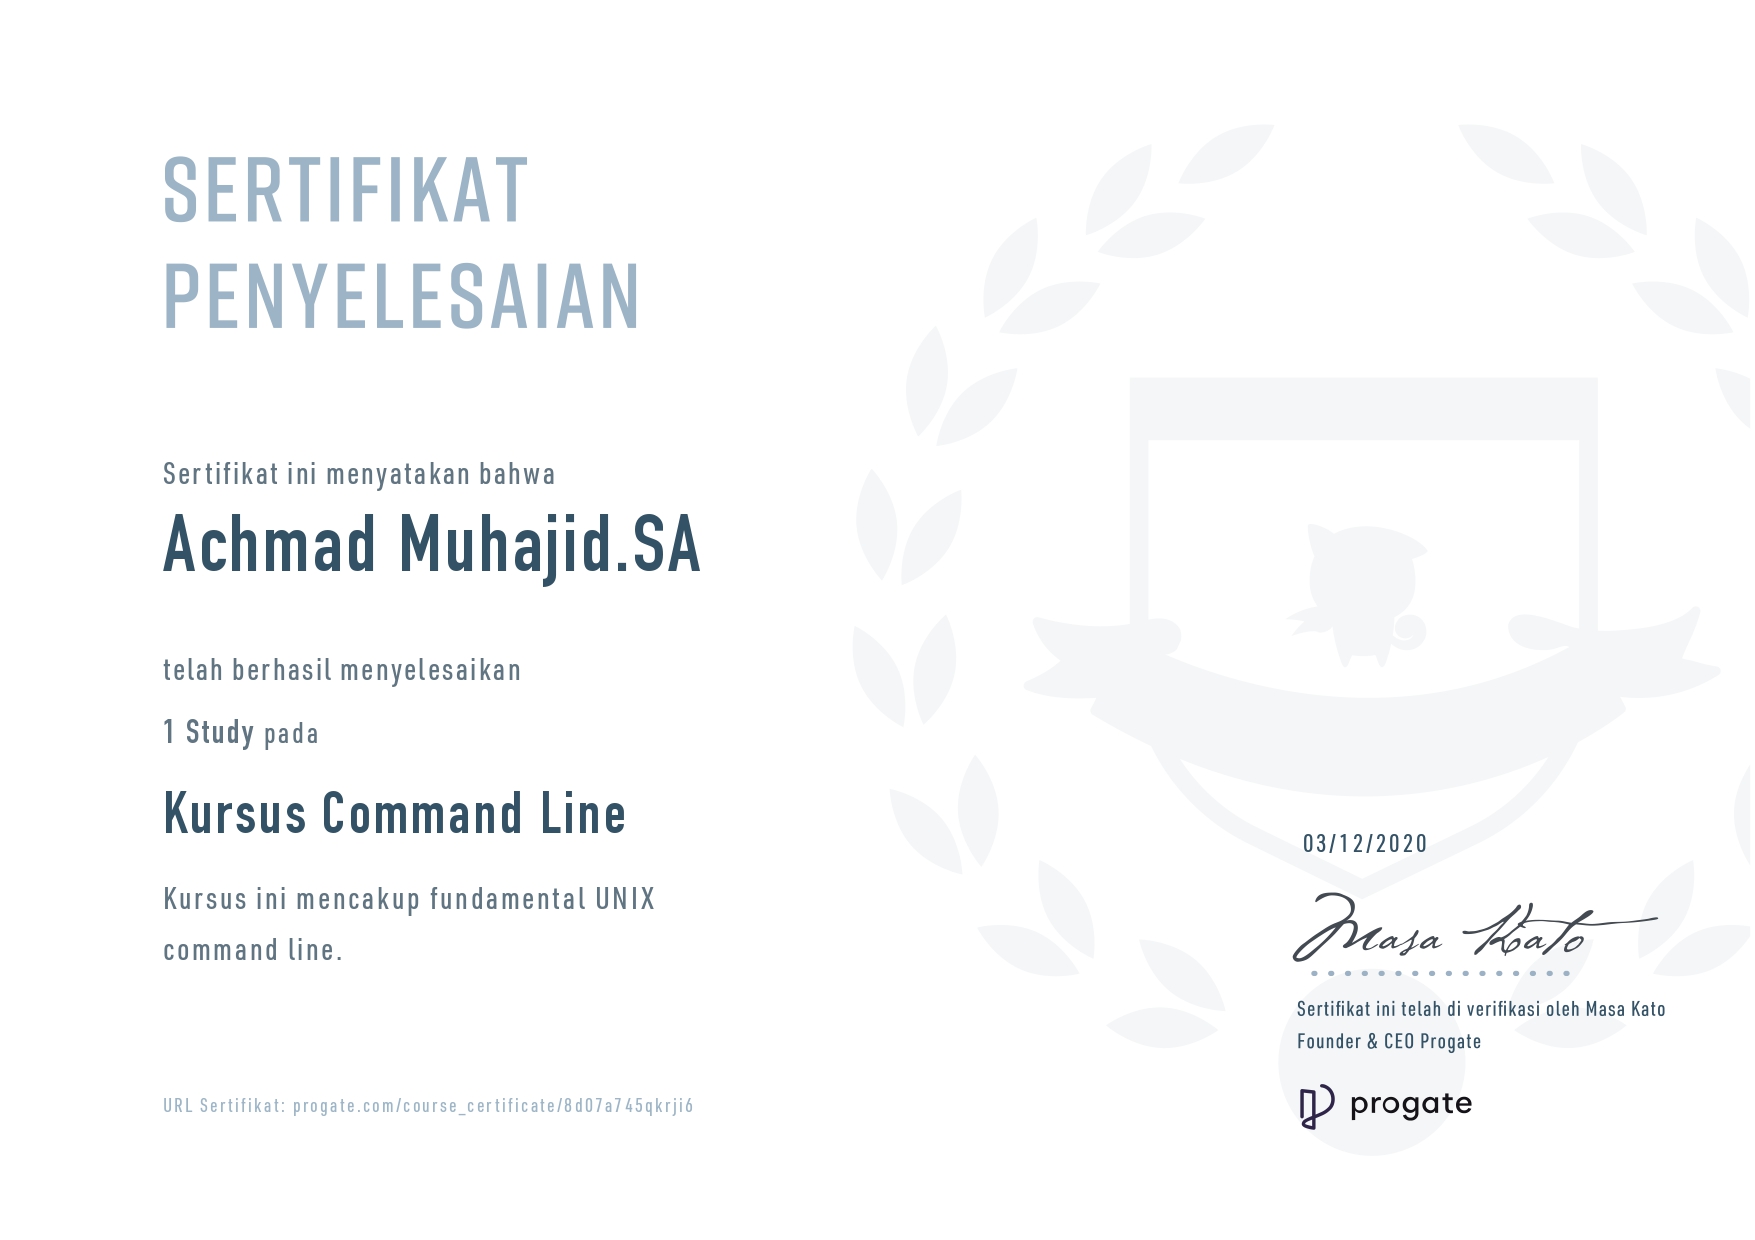 SERTIFIKAT
PENYELESAIAN
Sertifikat ini menyatakan bahwa
Achmad Muhajid.SA
telah berhasil menyelesaikan
1 Study pada
Kursus Command Line
Kursus ini mencakup fundamental UNIX
command line.
URL Sertifikat: progate.com/course_certificate/8d07a745qkrji6
03/12/2020
Masa Kato
Sertifikat ini telah di verifikasi oleh Masa Kato
Founder & CEO Progate
progate